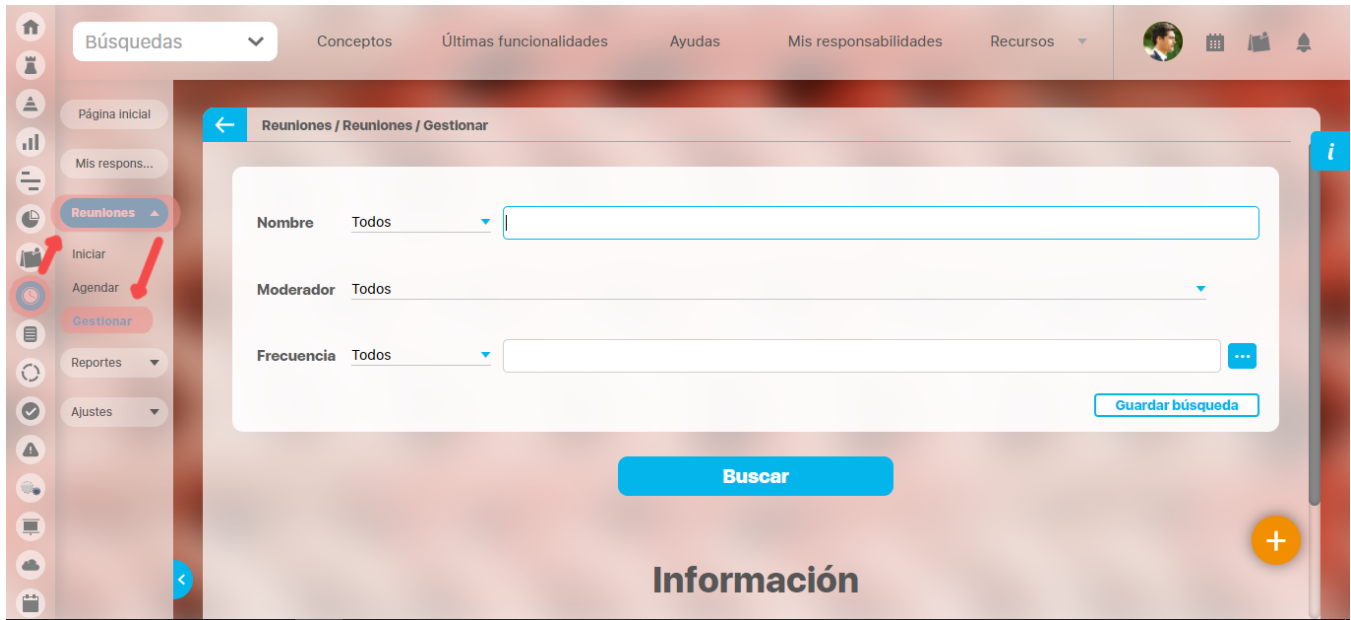 Búsquedas
Conceptos
Últimas funcionalidades
Ayudas
Mis responsabilidades
Recursos
Página inicial
Mis respons...
Reuniones
Iniciar
Agendar
Gestionar
Reportes
Ajustes
Reuniones / Reuniones / Gestionar
i
Nombre Todos
Moderador Todos
Frecuencia Todos
Guardar búsqueda
Buscar
Información